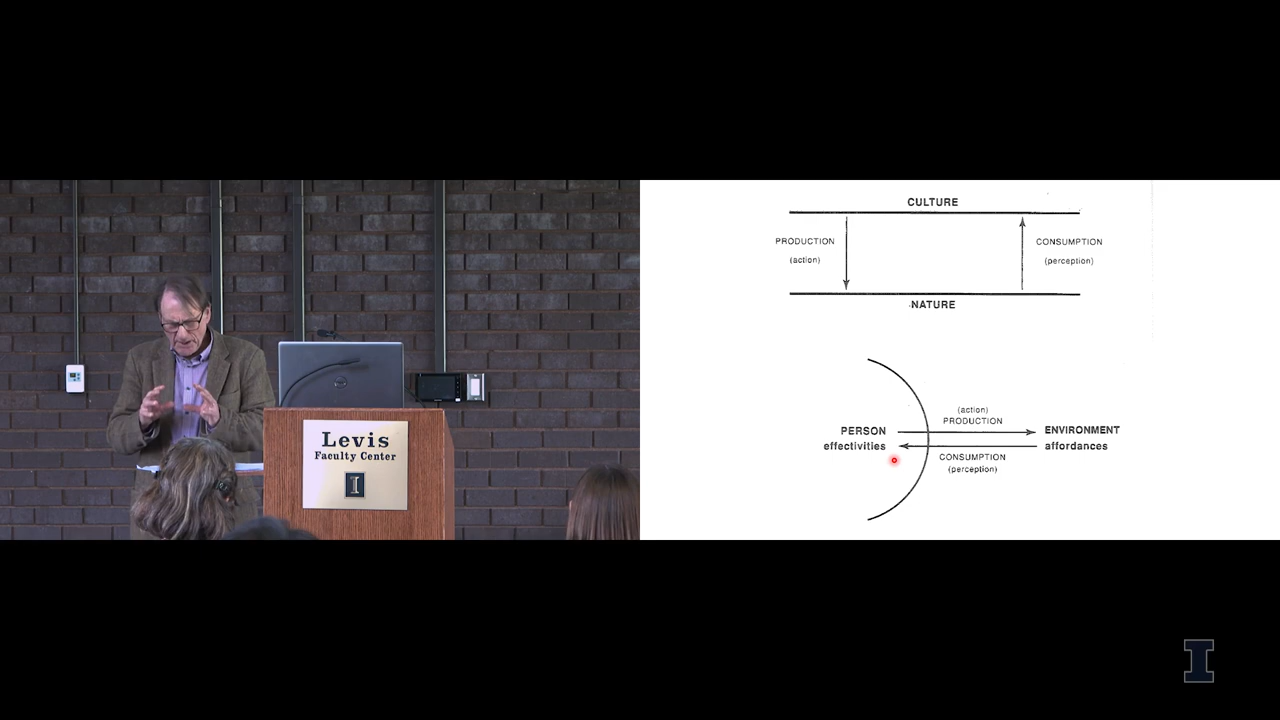 Levis
Faculty Center
I
CULTURE
PRODUCTION
(action)
CONSUMPTION
(perception)
NATURE
(action)
PRODUCTION
PERSON
effectivities
ENVIRONMENT
affordances
CONSUMPTION
(perception)
I